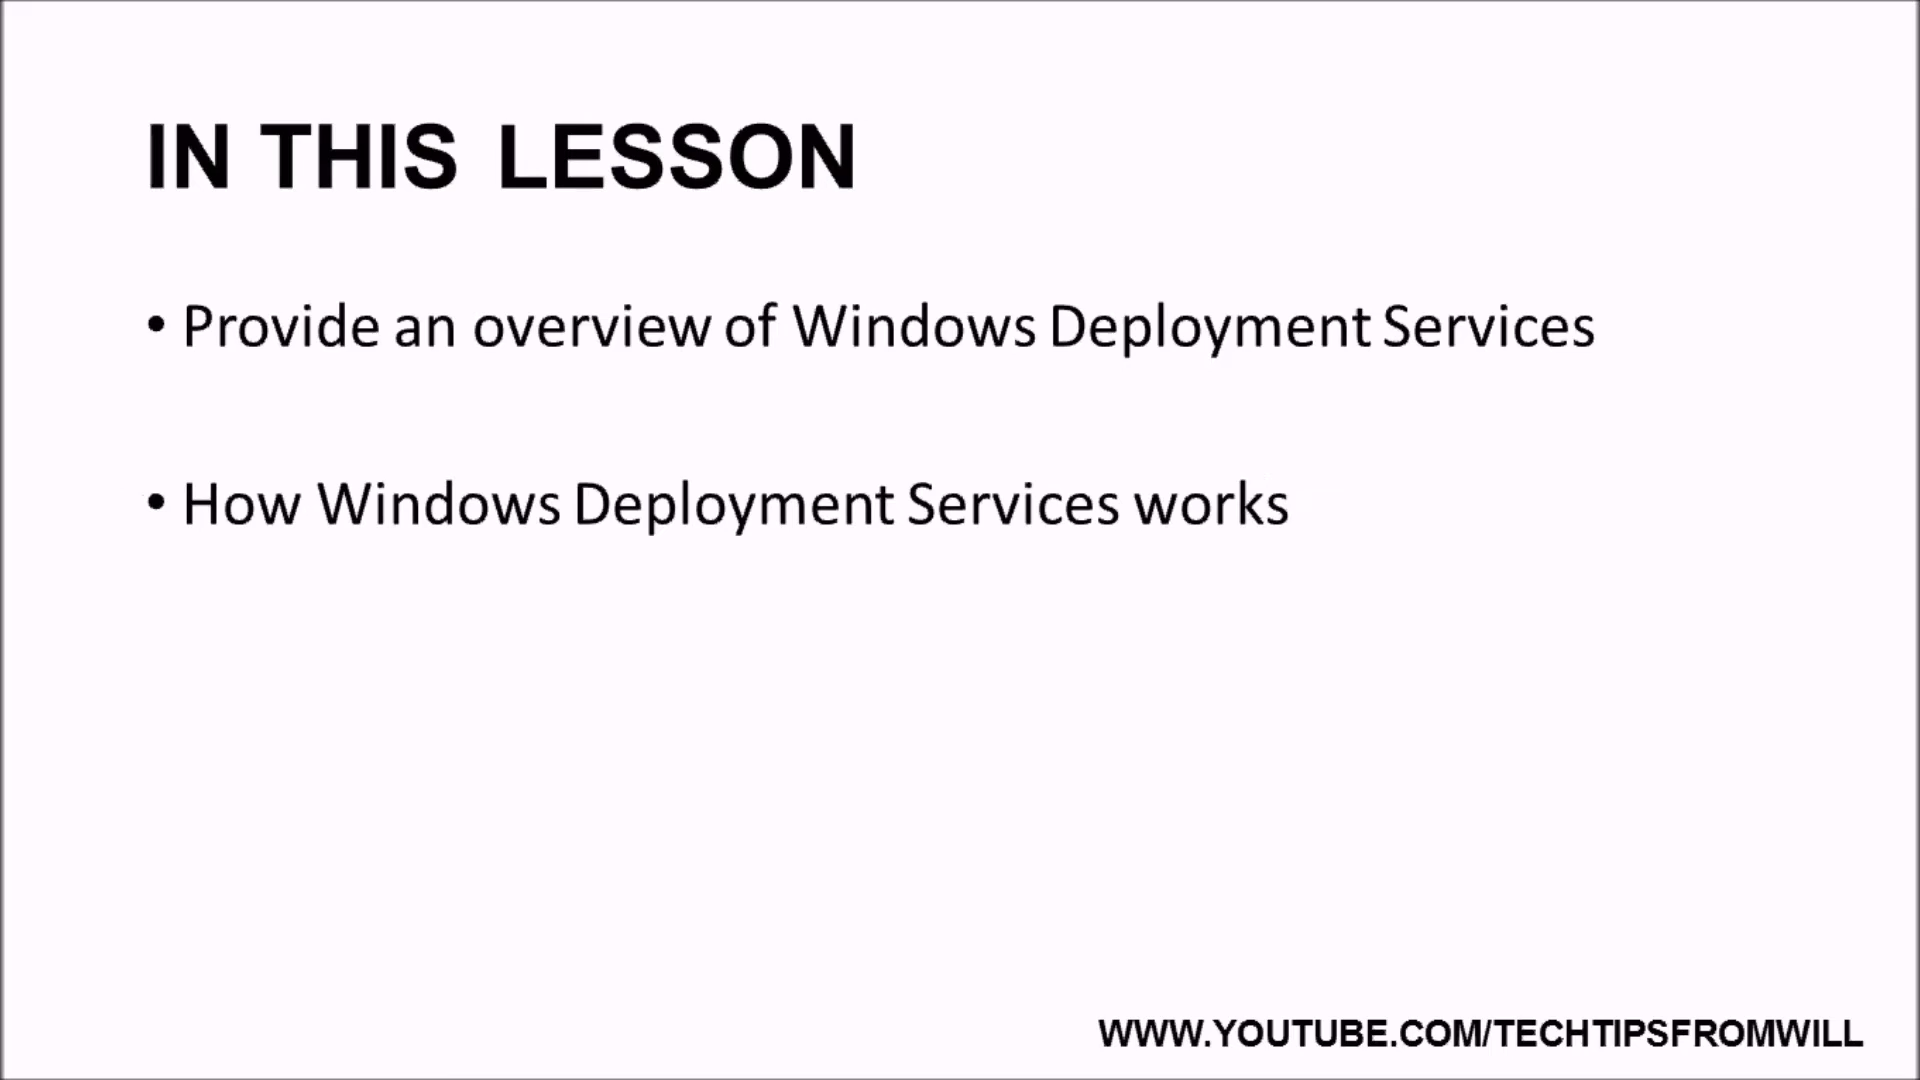 IN THIS LESSON
• Provide an overview of Windows Deployment Services
• How Windows Deployment Services works
WWW.YOUTUBE.COM/TECHTIPSFROMWILL